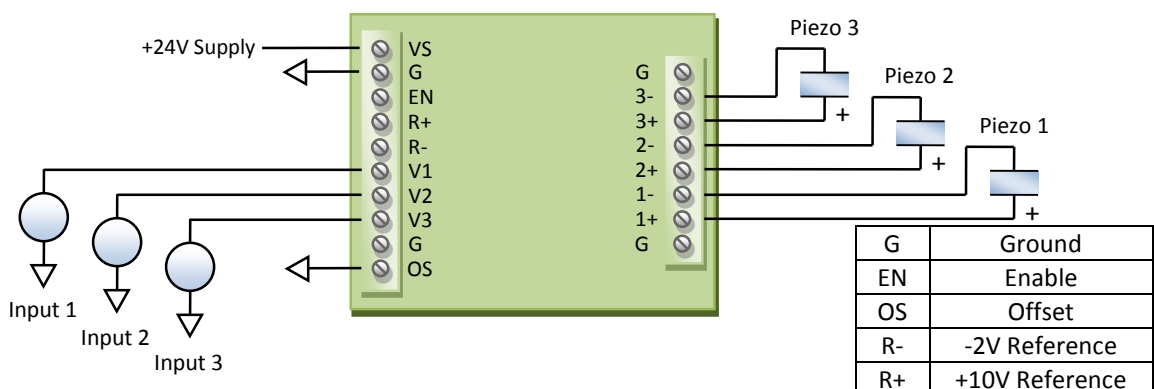 +24V Supply
VS
G
EN
R+
R-
V1
V2
V3
G
OS
Input 1
Input 2
Input 3
G
3-
3+
2-
2+
1-
1+
G
Piezo 3
+
Piezo 2
+
Piezo 1
+
G Ground
EN Enable
OS Offset
R- -2V Reference
R+ +10V Reference